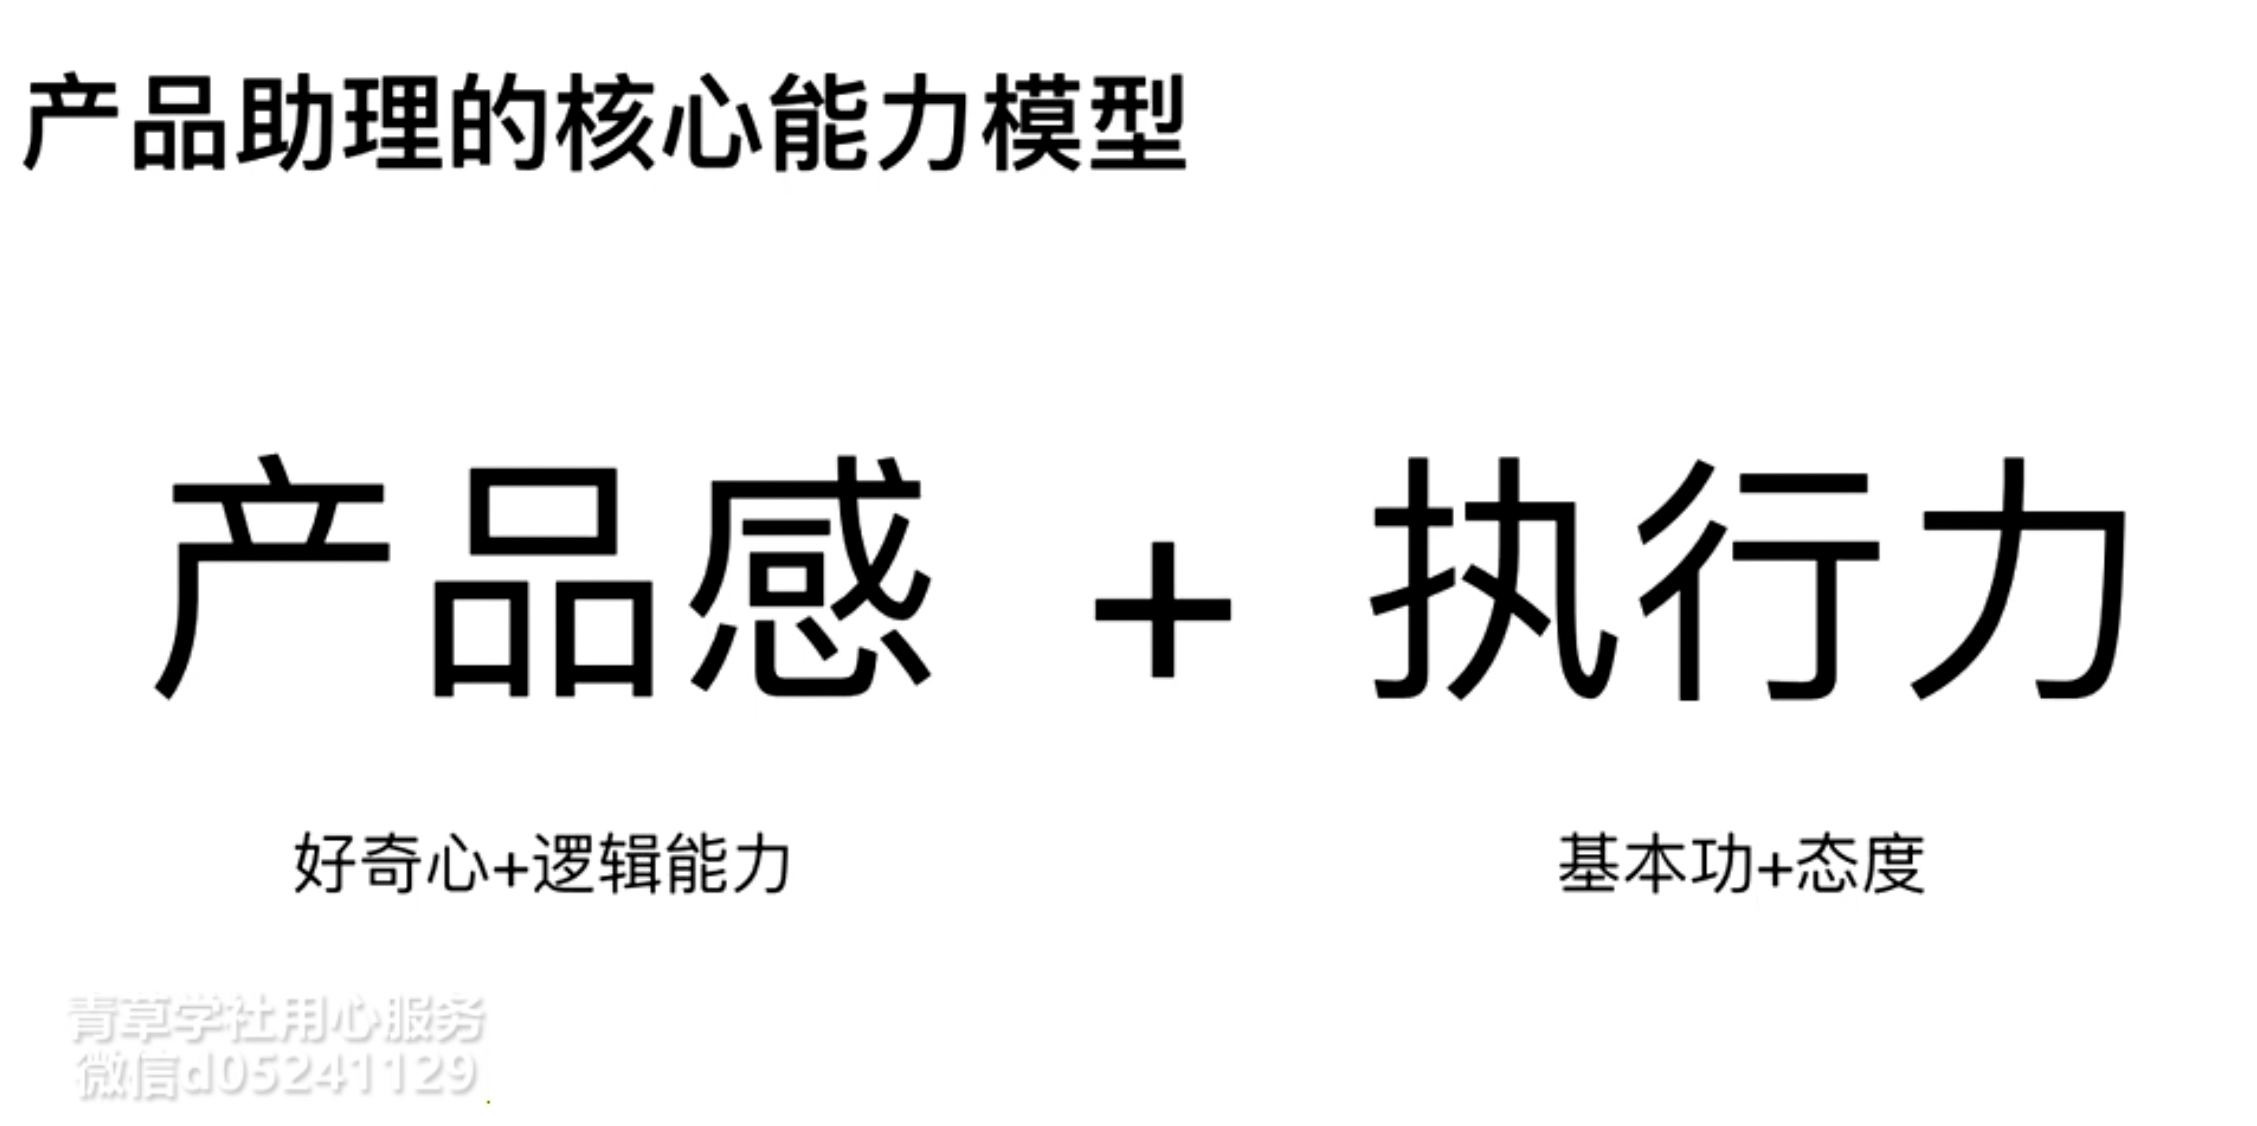 产品助理的核心能力模型
产品感 + 执行力
好奇心+逻辑能力
基本功+态度
青草学社用心服务
微信d05241129